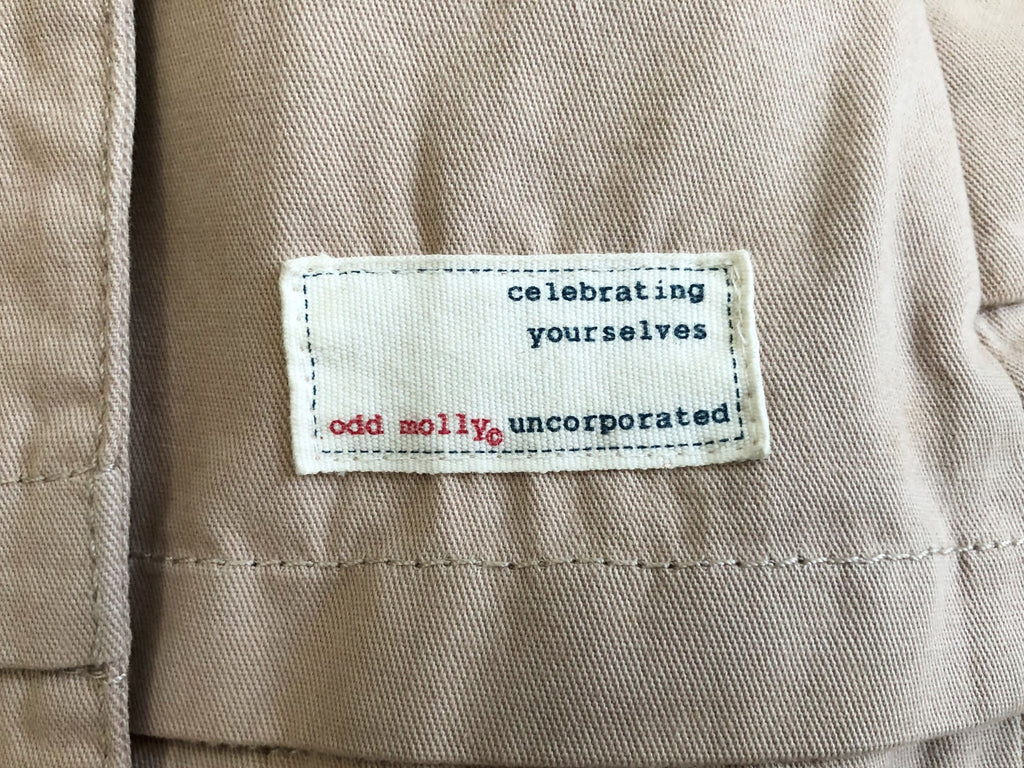 celebrating
yourselves
odd molly© uncorporated